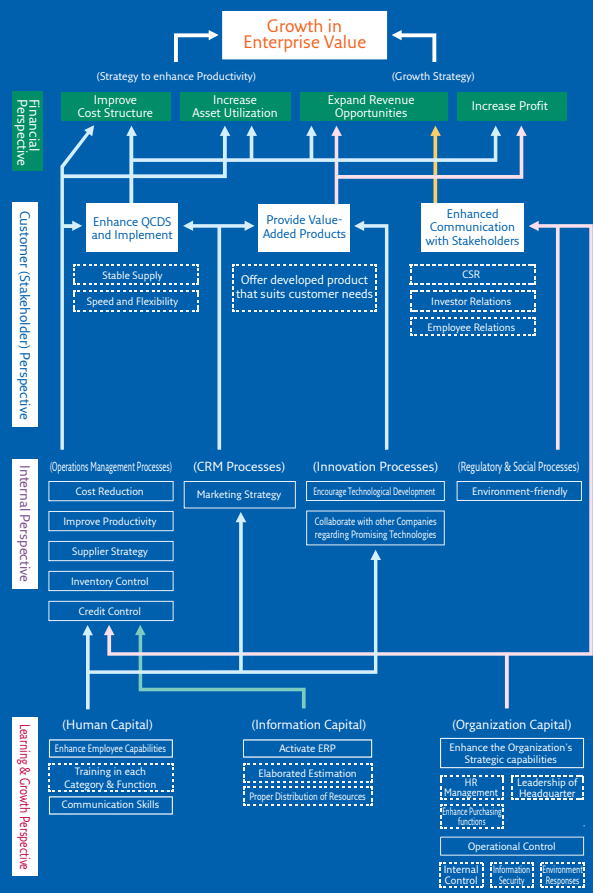 Growth in
Enterprise Value
(Strategy to enhance Productivity)
(Growth Strategy)
Financial
Perspective
Improve
Cost Structure
Increase
Asset Utilization
Expand Revenue
Opportunities
Increase Profit
Customer (Stakeholder) Perspective
Enhance QCDS
and Implement
Provide Value-
Added Products
Enhanced
Communication
with Stakeholders
Stable Supply
Speed and Flexibility
Offer developed product
that suits customer needs
CSR
Investor Relations
Employee Relations
Internal Perspective
(Operations Management Processes)
Cost Reduction
Improve Productivity
Supplier Strategy
Inventory Control
Credit Control
(CRM Processes)
Marketing Strategy
(Innovation Processes)
Encourage Technological Development
Collaborate with other Companies
regarding Promising Technologies
(Regulatory & Social Processes)
Environment-friendly
Learning & Growth Perspective
(Human Capital)
Enhance Employee Capabilities
Training in each
Category & Function
Communication Skills
(Information Capital)
Activate ERP
Elaborated Estimation
Proper Distribution of Resources
(Organization Capital)
Enhance the Organization's
Strategic capabilities
HR
Management
Leadership of
Headquarter
Enhance Purchasing
functions
Operational Control
Internal
Control
Information
Security
Environment
Responses